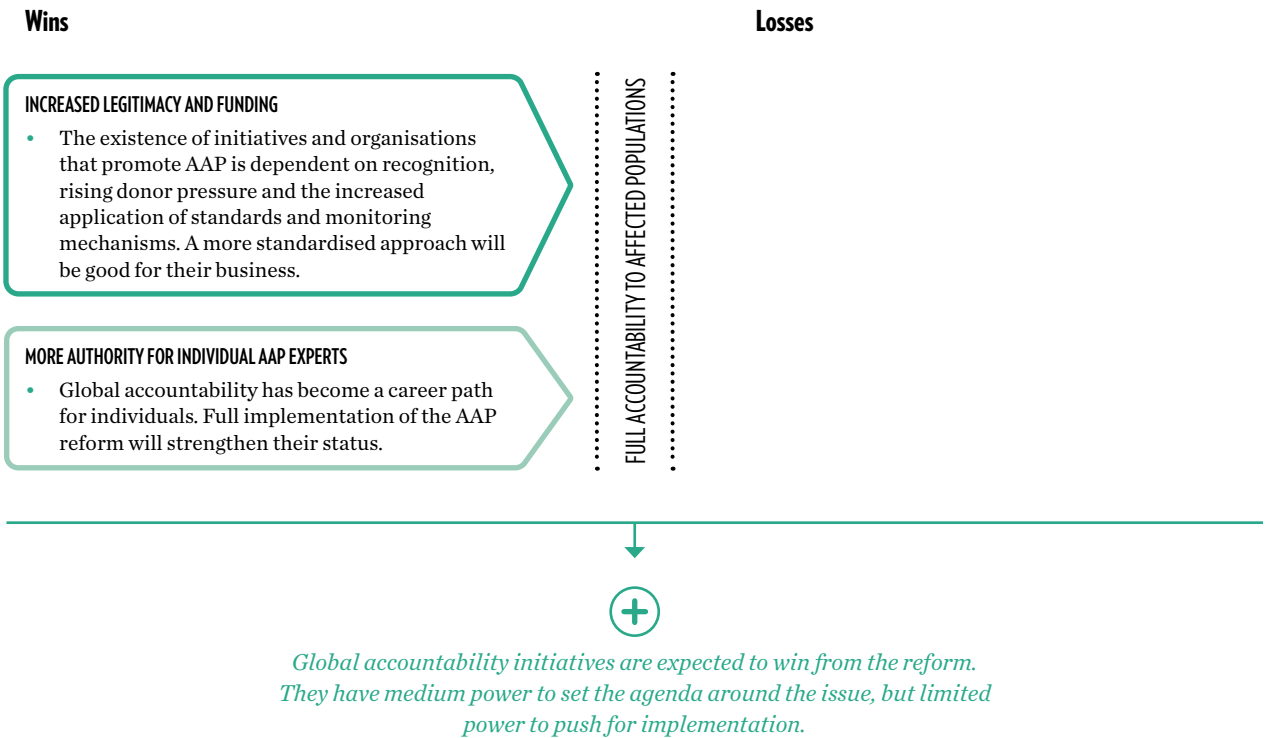 Wins
Losses
INCREASED LEGITIMACY AND FUNDING
• The existence of initiatives and organisations
that promote AAP is dependent on recognition,
rising donor pressure and the increased
application of standards and monitoring
mechanisms. A more standardised approach will
be good for their business.
MORE AUTHORITY FOR INDIVIDUAL AAP EXPERTS
• Global accountability has become a career path
for individuals. Full implementation of the AAP
reform will strengthen their status.
FULL ACCOUNTABILITY TO AFFECTED POPULATIONS
Global accountability initiatives are expected to win from the reform.
They have medium power to set the agenda around the issue, but limited
power to push for implementation.